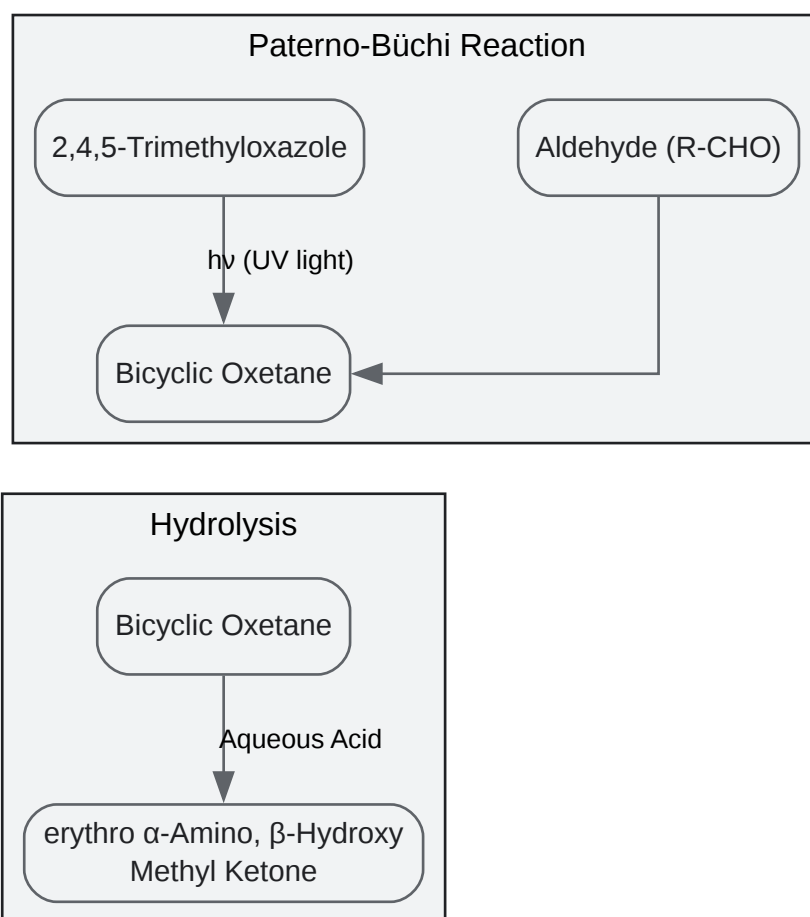 Paterno-Büchi Reaction
2,4,5-Trimethyloxazole
Aldehyde (R-CHO)
hν (UV light)
Bicyclic Oxetane
Hydrolysis
Bicyclic Oxetane
Aqueous Acid
erythro α-Amino, β-Hydroxy
Methyl Ketone